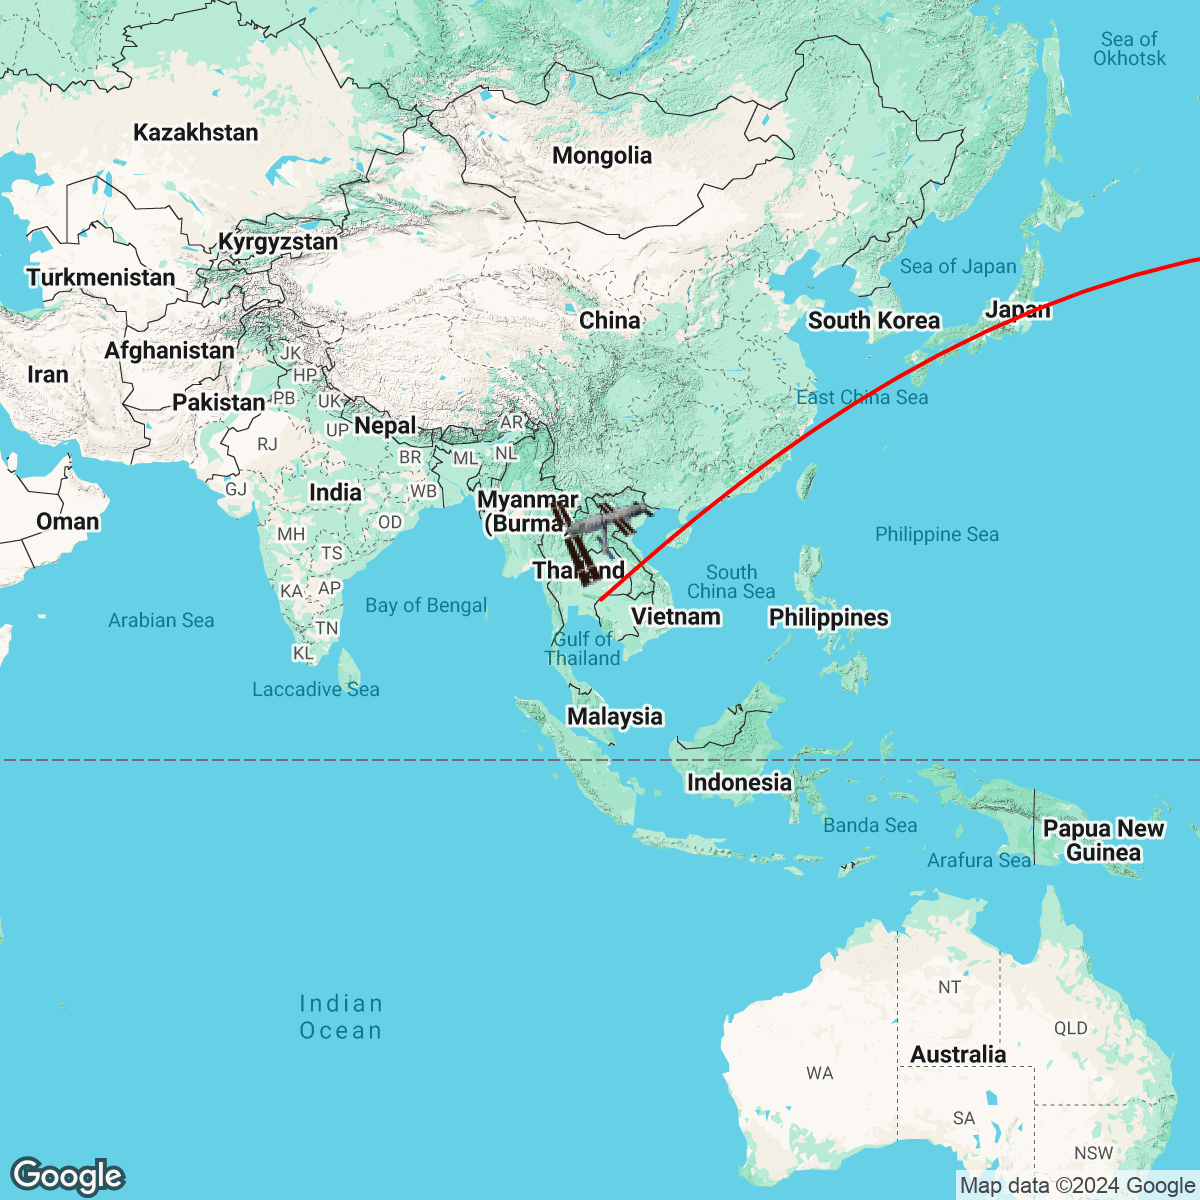 Sea of
Okhotsk
Kazakhstan
Mongolia
Kyrgyzstan
Sea of Japan
Turkmenistan
Japan
China
South Korea
Afghanistan
JK
Iran
HP
Pakistan
PB
UK
East China Sea
Nepal
AR
UP
RJ
BR
ML
NL
GJ
India
WB
Myanmar
(Burma)
Oman
OD
MH
Philippine Sea
TS
Thailand
KA
AP
South
China Sea
Bay of Bengal
Arabian Sea
TN
Vietnam
Philippines
KL
Gulf of
Thailand
Laccadive Sea
Malaysia
Indonesia
Banda Sea
Papua New
Guinea
Arafura Sea
Indian
Ocean
NT
QLD
Australia
WA
SA
NSW
Google
Map data ©2024 Google